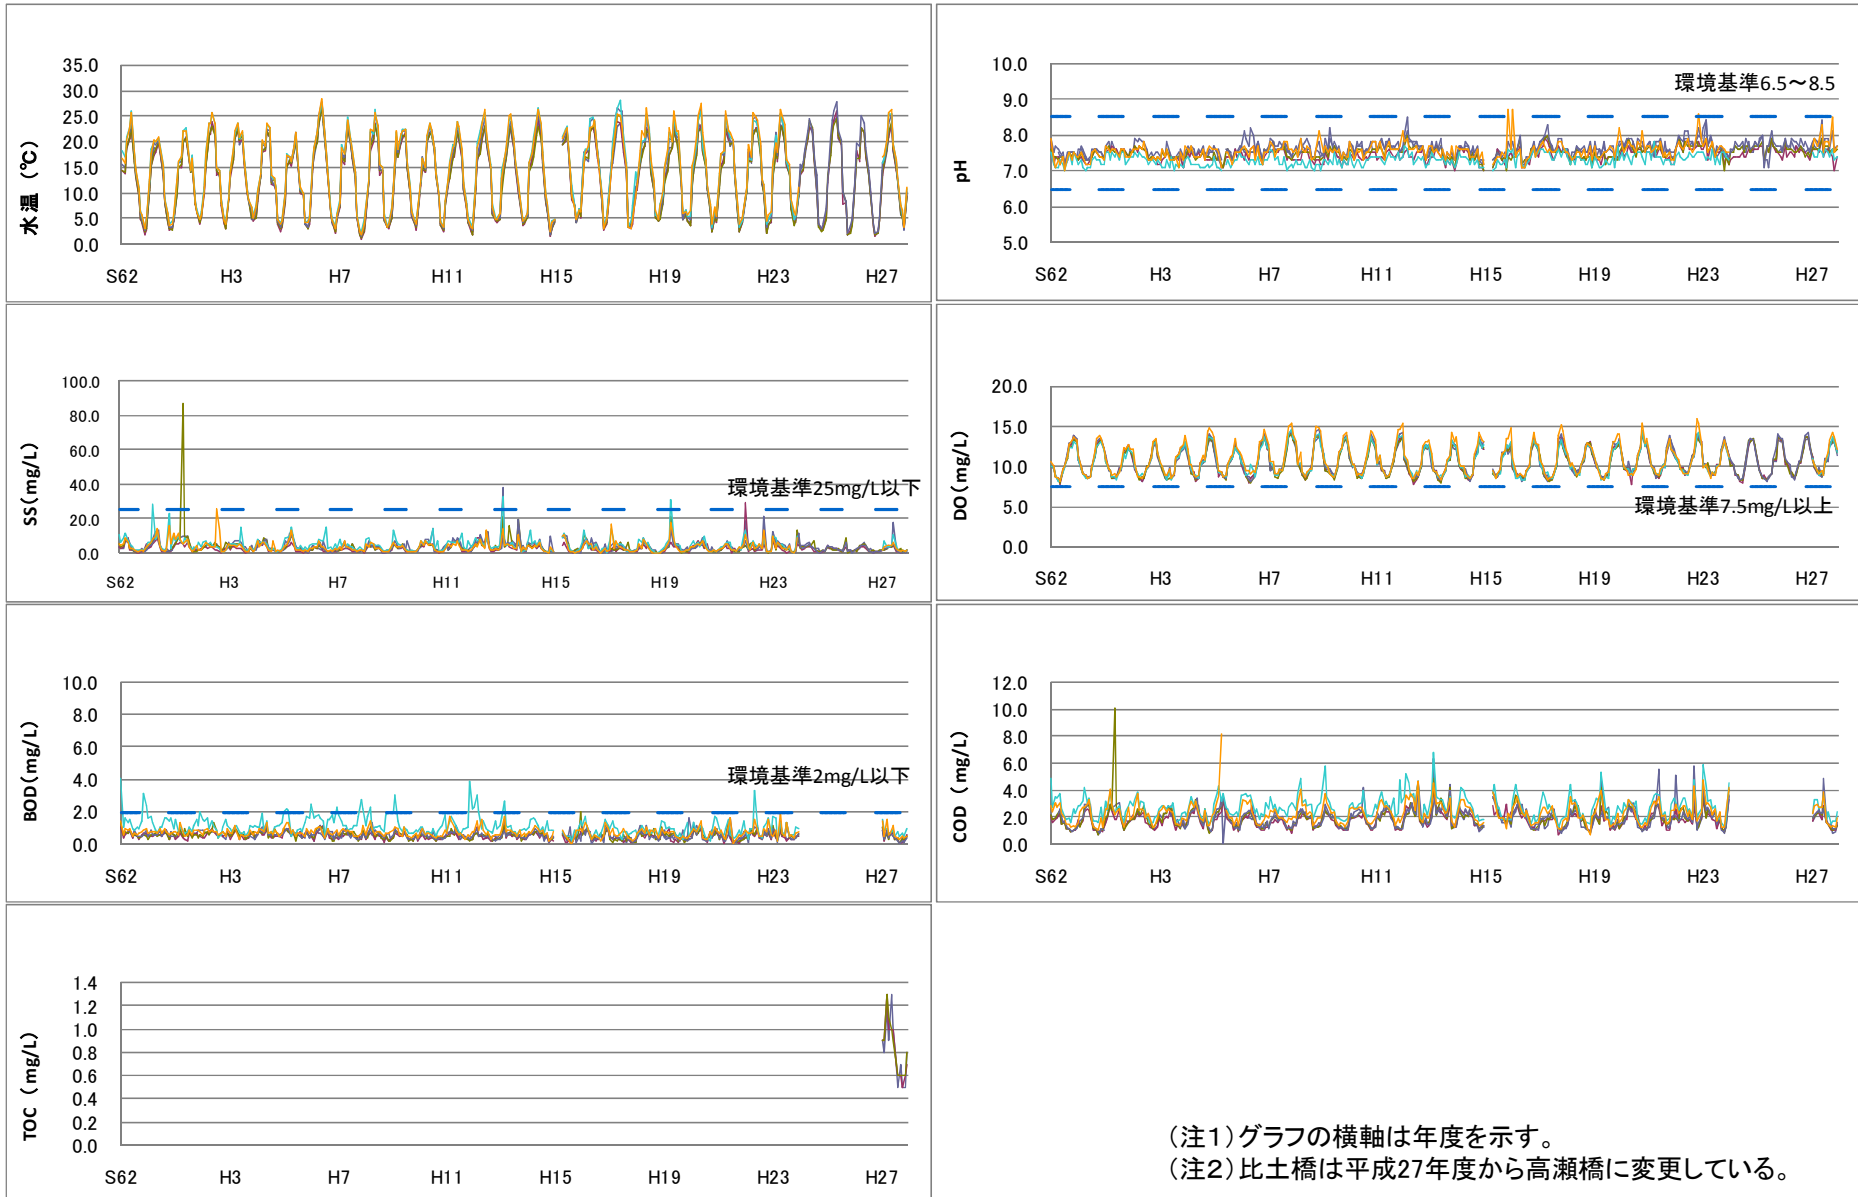 35.0
30.0
25.0
20.0
15.0
10.0
5.0
0.0
水温 (℃)
S62 H3 H7 H11 H15 H19 H23 H27
10.0
9.0
8.0
7.0
6.0
5.0
pH
環境基準6.5～8.5
S62 H3 H7 H11 H15 H19 H23 H27
100.0
80.0
60.0
40.0
20.0
0.0
SS(mg/L)
環境基準25mg/L以下
S62 H3 H7 H11 H15 H19 H23 H27
20.0
15.0
10.0
5.0
0.0
DO(mg/L)
環境基準7.5mg/L以上
S62 H3 H7 H11 H15 H19 H23 H27
10.0
8.0
6.0
4.0
2.0
0.0
BOD(mg/L)
環境基準2mg/L以下
S62 H3 H7 H11 H15 H19 H23 H27
12.0
10.0
8.0
6.0
4.0
2.0
0.0
COD (mg/L)
S62 H3 H7 H11 H15 H19 H23 H27
1.4
1.2
1.0
0.8
0.6
0.4
0.2
0.0
TOC (mg/L)
S62 H3 H7 H11 H15 H19 H23 H27
(注1)グラフの横軸は年度を示す。
(注2)比土橋は平成27年度から高瀬橋に変更している。